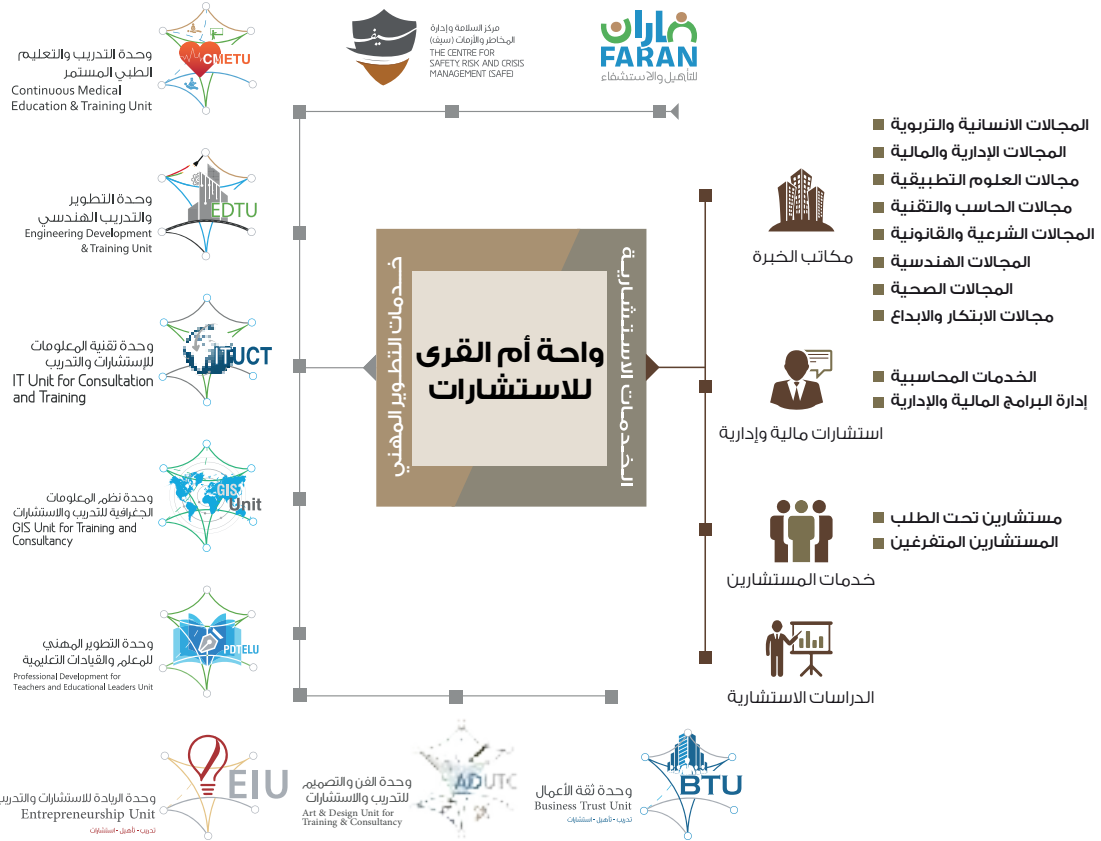 فاران
FARAN
للتأهيل والاستشفاء
سيف
مركز السلامة وإدارة
المخاطر والأزمات (سيف)
THE CENTRE FOR
SAFETY, RISK AND CRISIS
MANAGEMENT (SAFE)
CMETU
وحدة التدريب والتعليم
الطبي المستمر
Continuous Medical
Education & Training Unit
EDTU
وحدة التطوير
والتدريب الهندسي
Engineering Development
& Training Unit
ITUCT
وحدة تقنية المعلومات
للإستشارات والتدريب
IT Unit for Consultation
and Training
GIST
Unit
وحدة نظم المعلومات
الجغرافية للتدريب والاستشارات
GIS Unit for Training and
Consultancy
PDTELU
وحدة التطوير المهني
للمعلم والقيادات التعليمية
Professional Development for
Teachers and Educational Leaders Unit
EIU
وحدة الريادة للاستشارات والتدريب
Entrepreneurship Unit
تدريب - تأهيل - استشارات
ADUTC
وحدة الفن والتصميم
للتدريب والاستشارات
Art & Design Unit for
Training & Consultancy
BTU
وحدة ثقة الأعمال
Business Trust Unit
تدريب - تأهيل - استشارات
واحة أم القرى
للاستشارات
الخدمات الاستشارية
خدمات التطوير المهني
مكاتب الخبرة
المجالات الانسانية والتربوية
المجالات الإدارية والمالية
مجالات العلوم التطبيقية
مجالات الحاسب والتقنية
المجالات الشرعية والقانونية
المجالات الهندسية
المجالات الصحية
مجالات الابتكار والابداع
استشارات مالية وإدارية
الخدمات المحاسبية
إدارة البرامج المالية والإدارية
خدمات المستشارين
مستشارين تحت الطلب
المستشارين المتفرغين
الدراسات الاستشارية